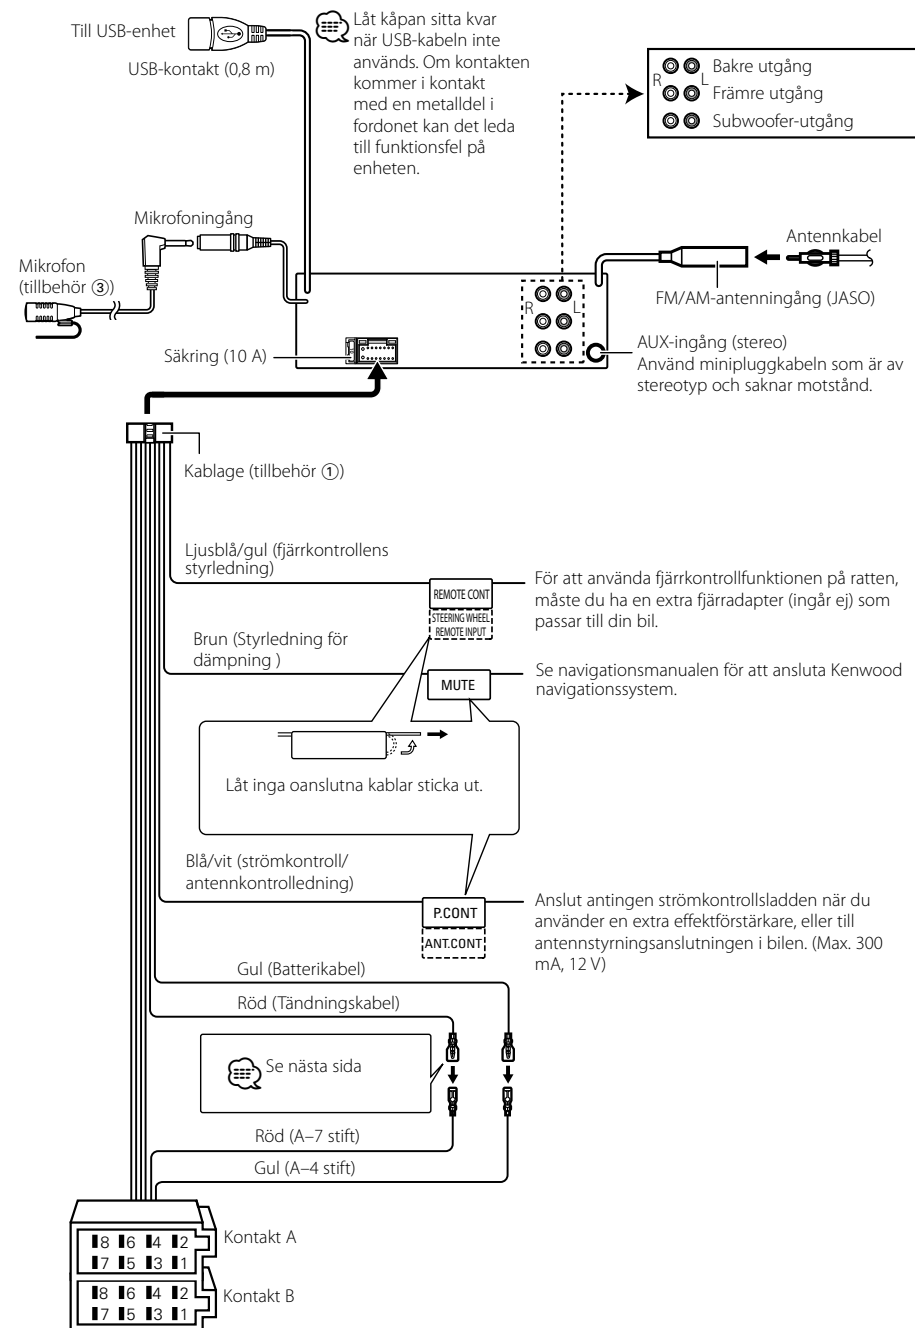 Till USB-enhet
USB-kontakt (0,8 m)
Låt kåpan sitta kvar
när USB-kabeln inte
används. Om kontakten
kommer i kontakt
med en metalldel i
fordonet kan det leda
till funktionsfel på
enheten.
R
L
Bakre utgång
Främre utgång
Subwoofer-utgång
Mikrofoningång
Mikrofon
(tillbehör ③)
Antennkabel
FM/AM-antenningång (JASO)
R
L
Säkring (10 A)
AUX-ingång (stereo)
Använd minipluggkabeln som är av
stereotyp och saknar motstånd.
Kablage (tillbehör ①)
Ljusblå/gul (fjärrkontrollens
styrledning)
REMOTE CONT
STEERING WHEEL
REMOTE INPUT
För att använda fjärrkontrollfunktionen på ratten,
måste du ha en extra fjärradapter (ingår ej) som
passar till din bil.
Brun (Styrledning för
dämpning )
MUTE
Se navigationsmanualen för att ansluta Kenwood
navigationssystem.
Låt inga oanslutna kablar sticka ut.
Blå/vit (strömkontroll/
antennkontrolledning)
P.CONT
ANT.CONT
Anslut antingen strömkontrollsladden när du
använder en extra effektförstärkare, eller till
antennstyrningsanslutningen i bilen. (Max. 300
mA, 12 V)
Gul (Batterikabel)
Röd (Tändningskabel)
Se nästa sida
Röd (A–7 stift)
Gul (A–4 stift)
8 6 4 2
7 5 3 1
Kontakt A
8 6 4 2
7 5 3 1
Kontakt B